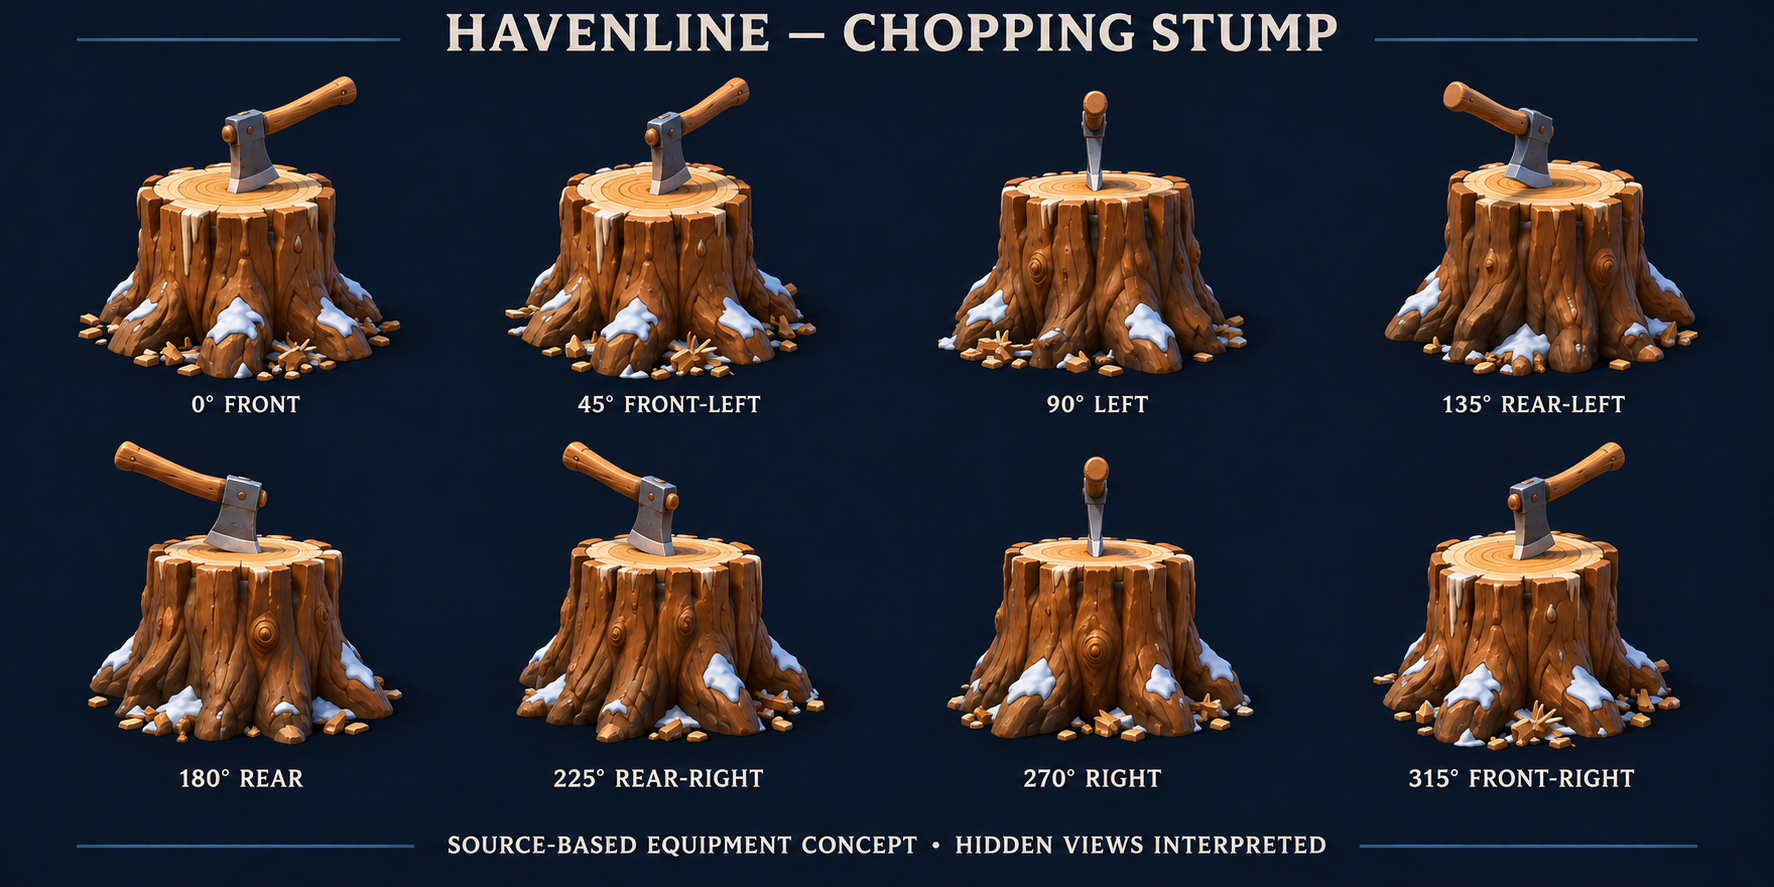 HAVENLINE — CHOPPING STUMP
0° FRONT
45° FRONT-LEFT
90° LEFT
135° REAR-LEFT
180° REAR
225° REAR-RIGHT
270° RIGHT
315° FRONT-RIGHT
SOURCE-BASED EQUIPMENT CONCEPT • HIDDEN VIEWS INTERPRETED